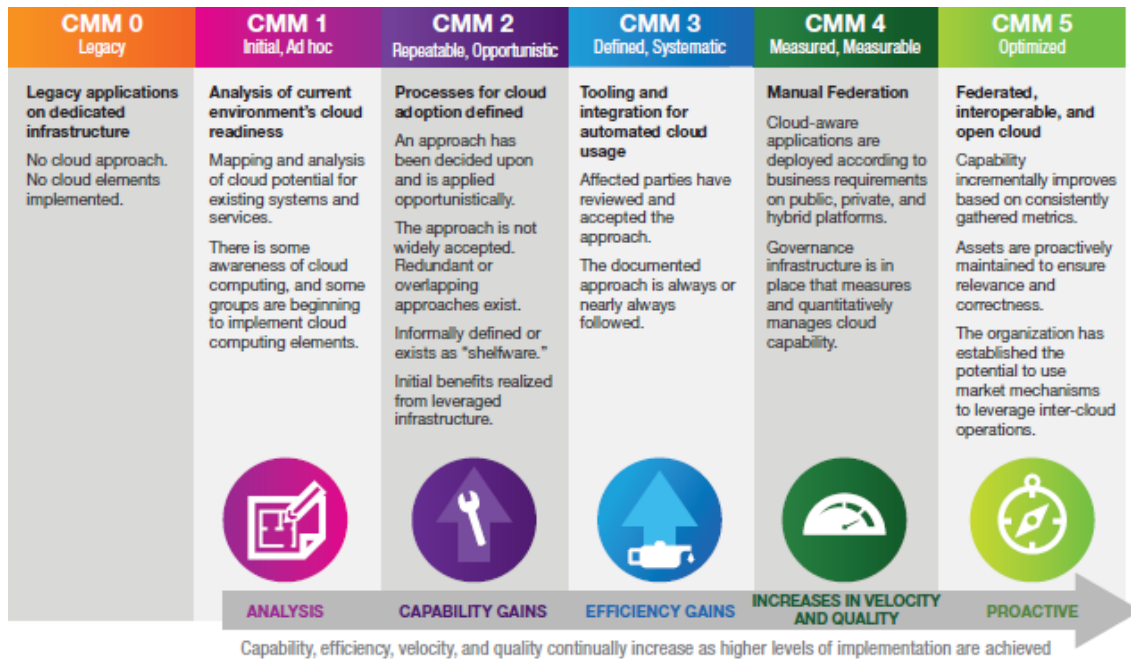 CMM 0
Legacy
Legacy applications
on dedicated
infrastructure
No cloud approach.
No cloud elements
implemented.
CMM 1
Initial, Ad hoc
Analysis of current
environment's cloud
readiness
Mapping and analysis
of cloud potential for
existing systems and
services.
There is some
awareness of cloud
computing, and some
groups are beginning
to implement cloud
computing elements.
ANALYSIS
CMM 2
Repeatable, Opportunistic
Processes for cloud
adoption defined
An approach has
been decided upon
and is applied
opportunistically.
The approach is not
widely accepted.
Redundant or
overlapping
approaches exist.
Informally defined or
exists as "shelfware."
Initial benefits realized
from leveraged
infrastructure.
CAPABILITY GAINS
CMM 3
Defined, Systematic
Tooling and
integration for
automated cloud
usage
Affected parties have
reviewed and
accepted the
approach.
The documented
approach is always or
nearly always
followed.
EFFICIENCY GAINS
CMM 4
Measured, Measurable
Manual Federation
Cloud-aware
applications are
deployed according to
business requirements
on public, private, and
hybrid platforms.
Governance
infrastructure is in
place that measures
and quantitatively
manages cloud
capability.
INCREASES IN VELOCITY
AND QUALITY
CMM 5
Optimized
Federated,
interoperable, and
open cloud
Capability
incrementally improves
based on consistently
gathered metrics.
Assets are proactively
maintained to ensure
relevance and
correctness.
The organization has
established the
potential to use
market mechanisms
to leverage inter-cloud
operations.
PROACTIVE
Capability, efficiency, velocity, and quality continually increase as higher levels of implementation are achieved